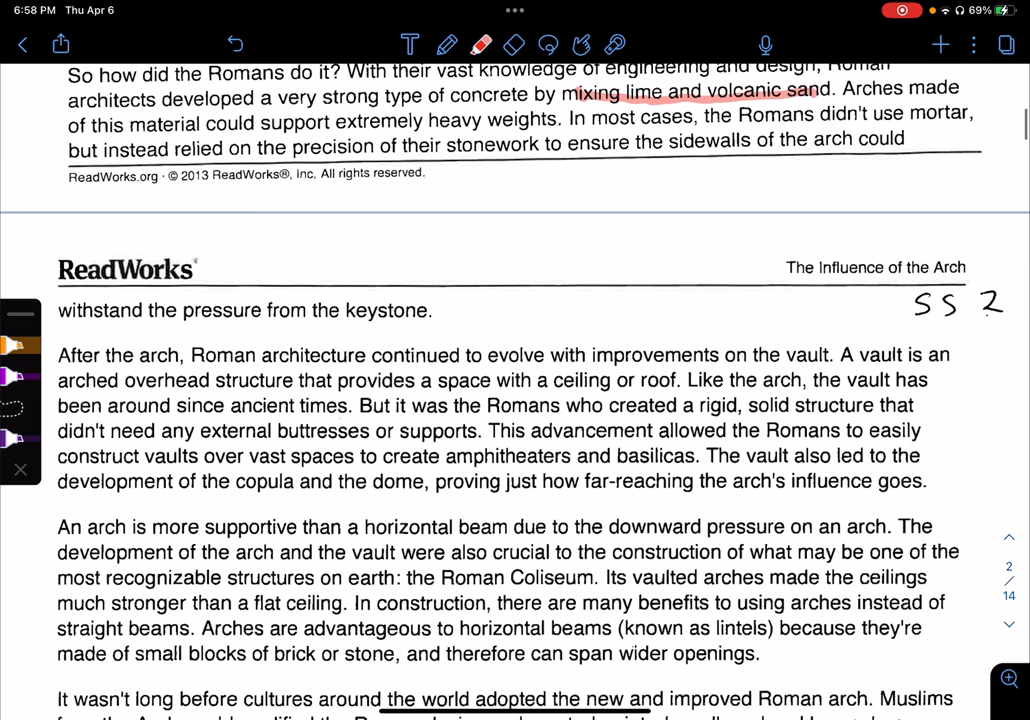 6:58 PM Thu Apr 6
69%
So how did the Romans do it? With their vast knowledge of engineering and design, Roman
architects developed a very strong type of concrete by mixing lime and volcanic sand. Arches made
of this material could support extremely heavy weights. In most cases, the Romans didn't use mortar,
but instead relied on the precision of their stonework to ensure the sidewalls of the arch could
ReadWorks.org · © 2013 ReadWorks®, Inc. All rights reserved.
ReadWorks®
The Influence of the Arch
SS 2
withstand the pressure from the keystone.
After the arch, Roman architecture continued to evolve with improvements on the vault. A vault is an
arched overhead structure that provides a space with a ceiling or roof. Like the arch, the vault has
been around since ancient times. But it was the Romans who created a rigid, solid structure that
didn't need any external buttresses or supports. This advancement allowed the Romans to easily
construct vaults over vast spaces to create amphitheaters and basilicas. The vault also led to the
development of the copula and the dome, proving just how far-reaching the arch's influence goes.
An arch is more supportive than a horizontal beam due to the downward pressure on an arch. The
development of the arch and the vault were also crucial to the construction of what may be one of the
most recognizable structures on earth: the Roman Coliseum. Its vaulted arches made the ceilings
much stronger than a flat ceiling. In construction, there are many benefits to using arches instead of
straight beams. Arches are advantageous to horizontal beams (known as lintels) because they're
made of small blocks of brick or stone, and therefore can span wider openings.
2
/
14
It wasn't long before cultures around the world adopted the new and improved Roman arch. Muslims